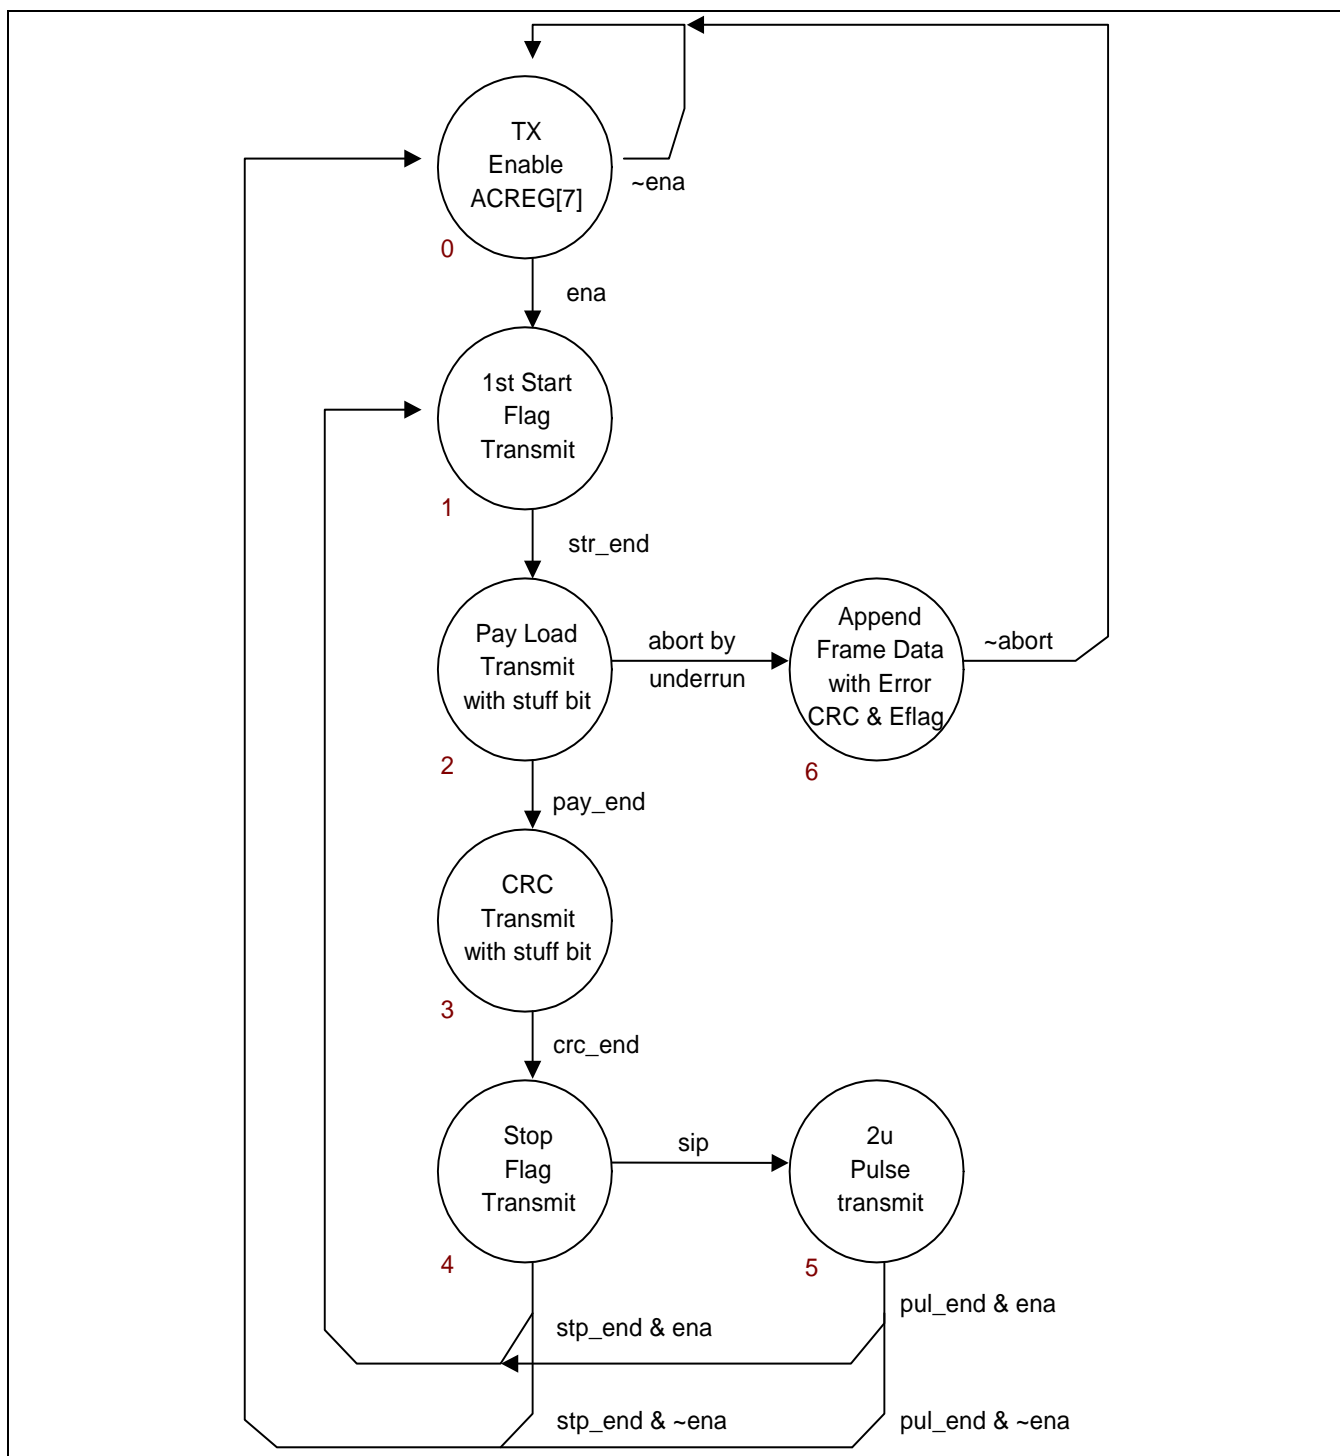 TX
Enable
ACREG[7]
~ena
0
ena
1st Start
Flag
Transmit
1
str_end
Pay Load
Transmit
with stuff bit
2
abort by
underrun
Append
Frame Data
with Error
CRC & Eflag
6
~abort
pay_end
CRC
Transmit
with stuff bit
3
crc_end
Stop
Flag
Transmit
4
sip
2u
Pulse
transmit
5
pul_end & ena
stp_end & ena
stp_end & ~ena
pul_end & ~ena